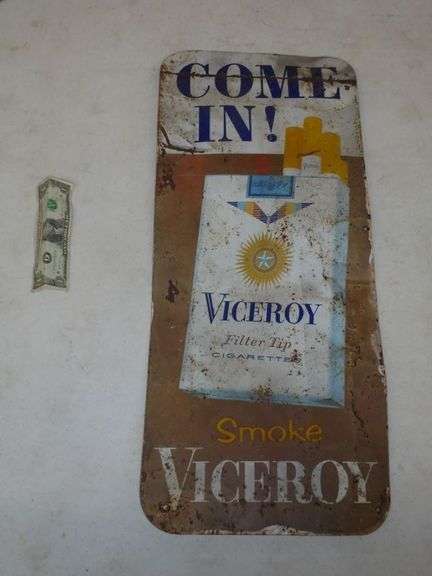 COME
IN!
VICEROY
Filter Tip
CIGARETTES
Smoke
VICEROY